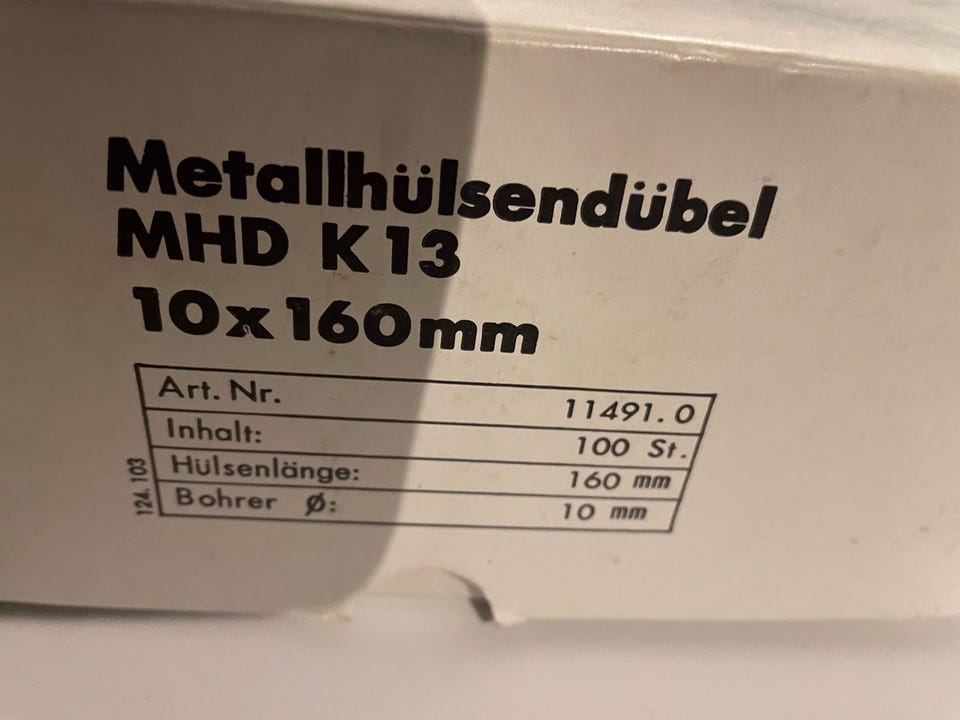 Metallhülsendübel
MHD K13
10x160mm
Art. Nr. 11491.0
Inhalt: 100 St.
Hülsenlänge: 160 mm
Bohrer Ø: 10 mm
124.103